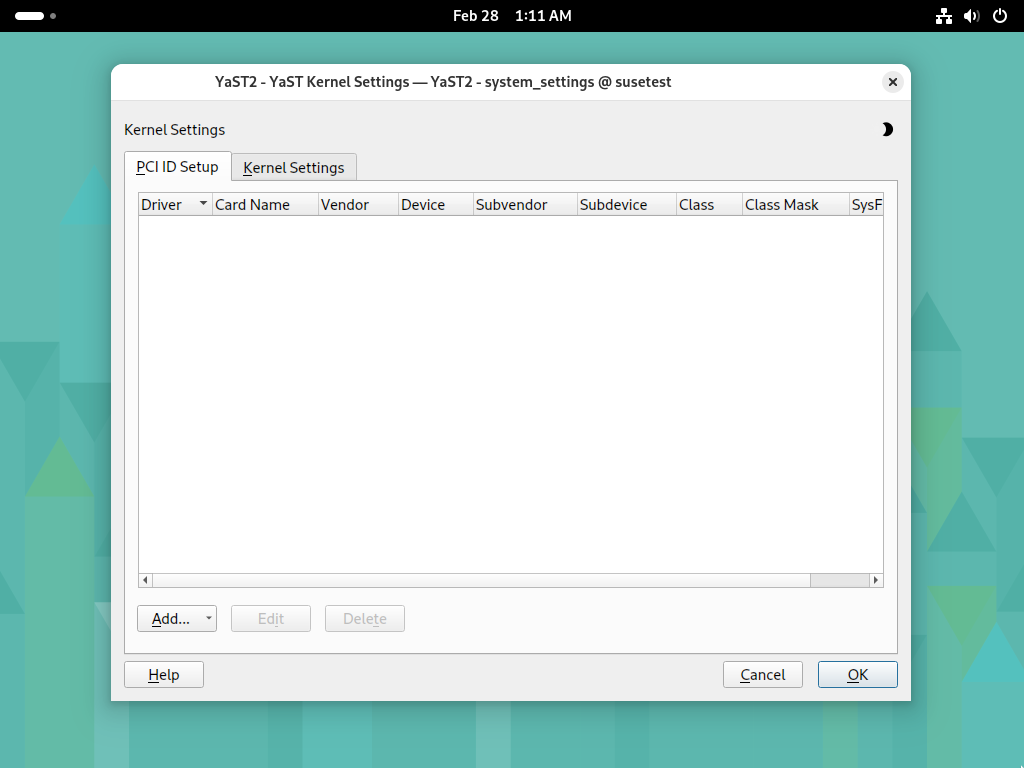 Feb 28 1:11 AM
YaST2 - YaST Kernel Settings — YaST2 - system_settings @ susetest
Kernel Settings
PCI ID Setup Kernel Settings
Driver Card Name Vendor Device Subvendor Subdevice Class Class Mask SysF
Add... Edit Delete
Help Cancel OK